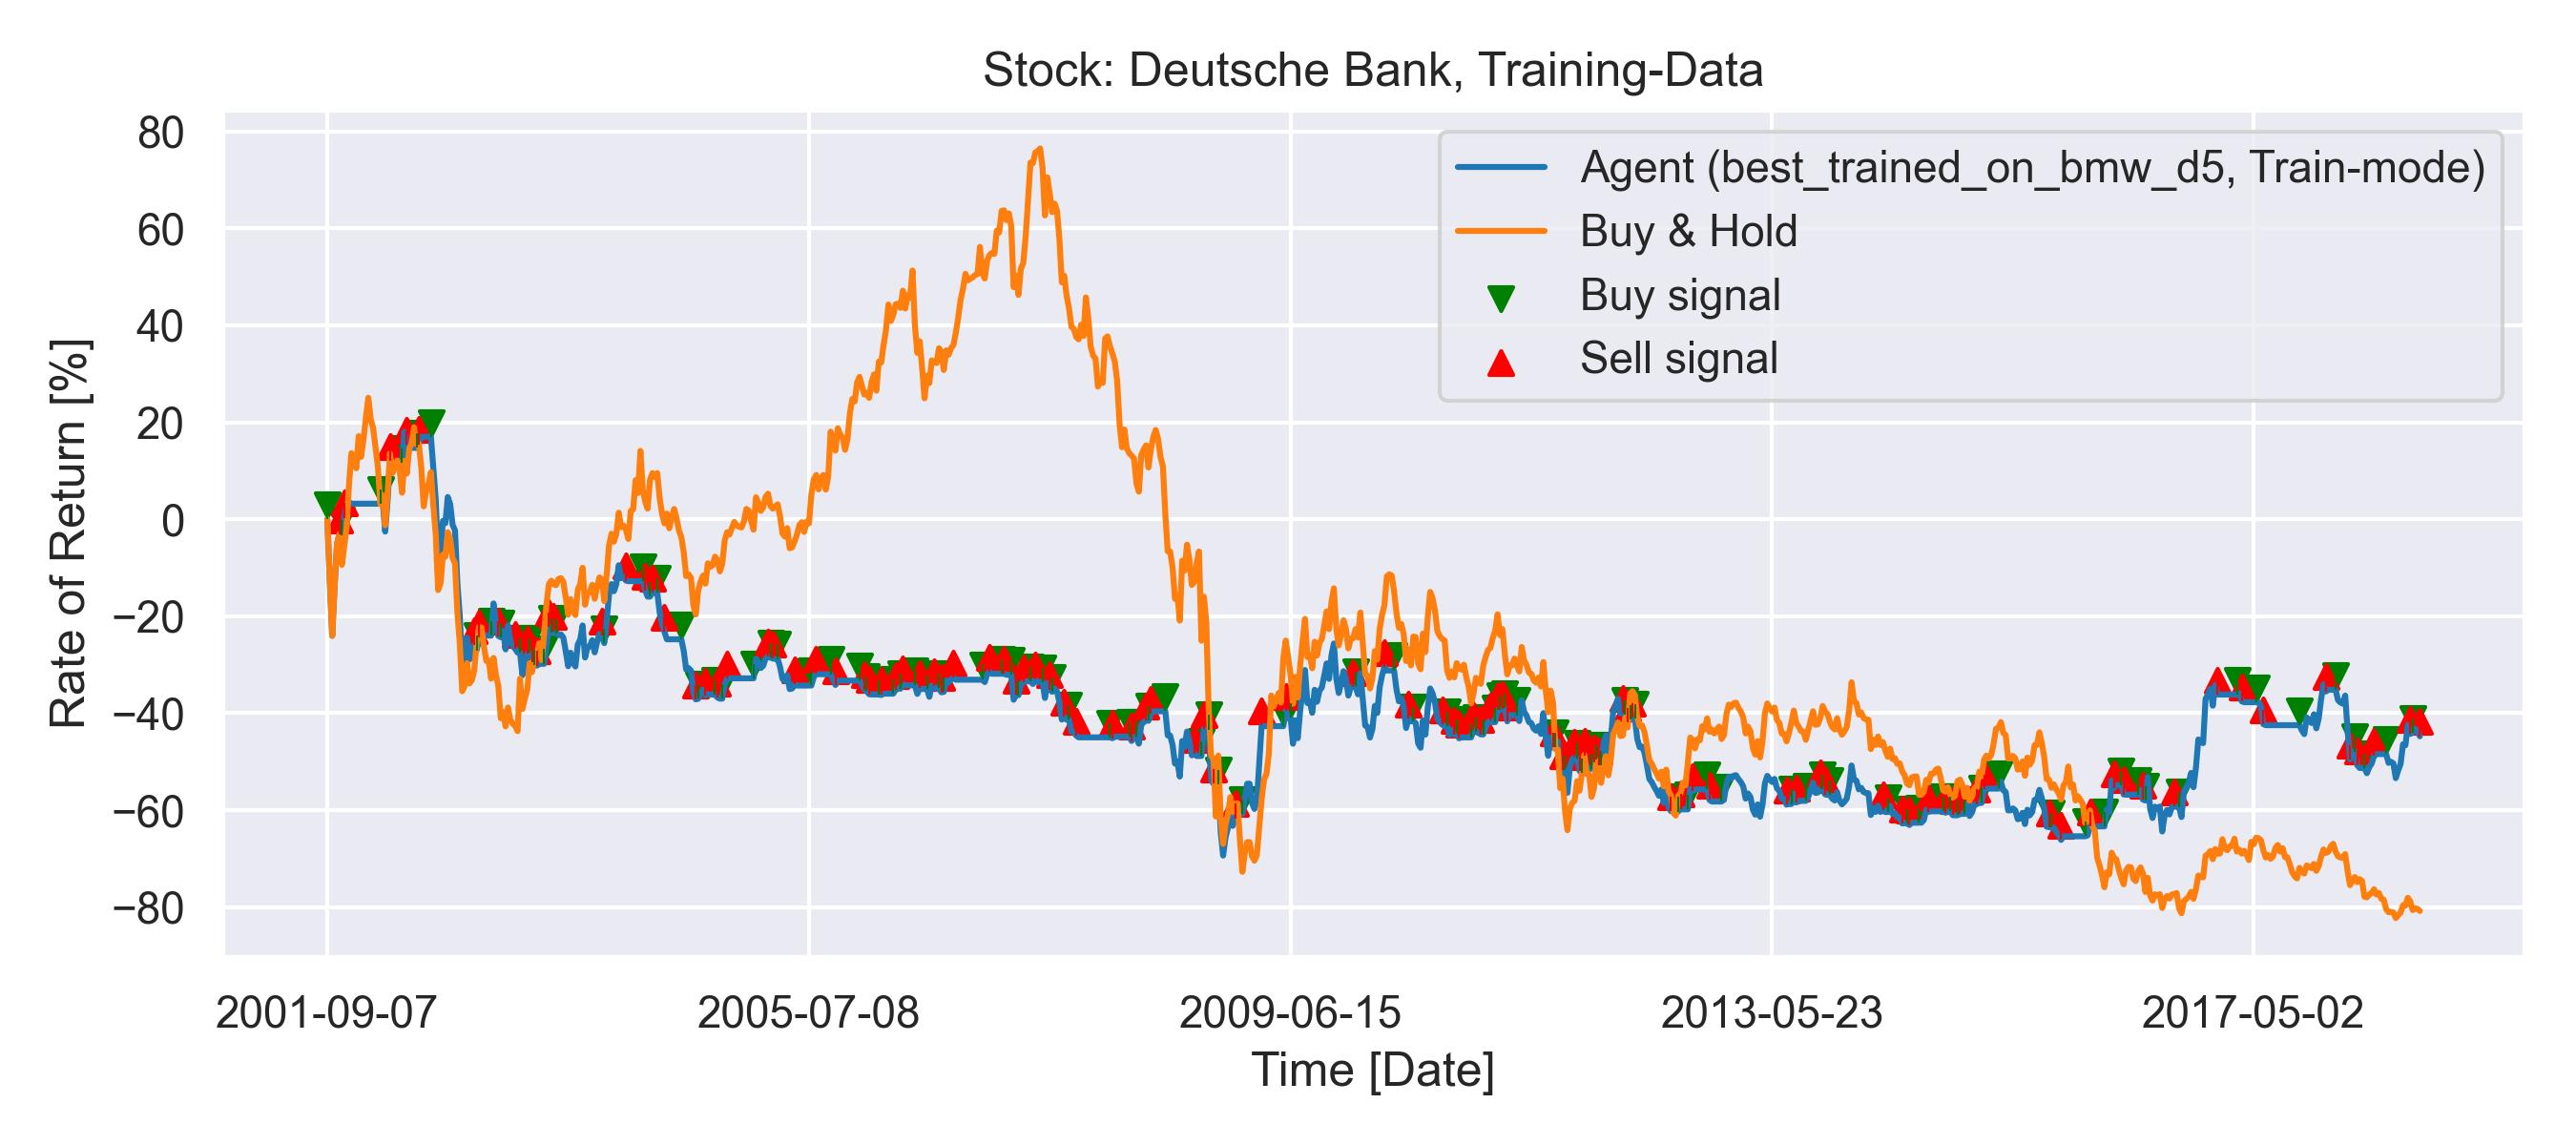 Stock: Deutsche Bank, Training-Data
80
60
40
20
0
−20
−40
−60
−80
Rate of Return [%]
Agent (best_trained_on_bmw_d5, Train-mode)
Buy & Hold
Buy signal
Sell signal
2001-09-07 2005-07-08 2009-06-15 2013-05-23 2017-05-02
Time [Date]